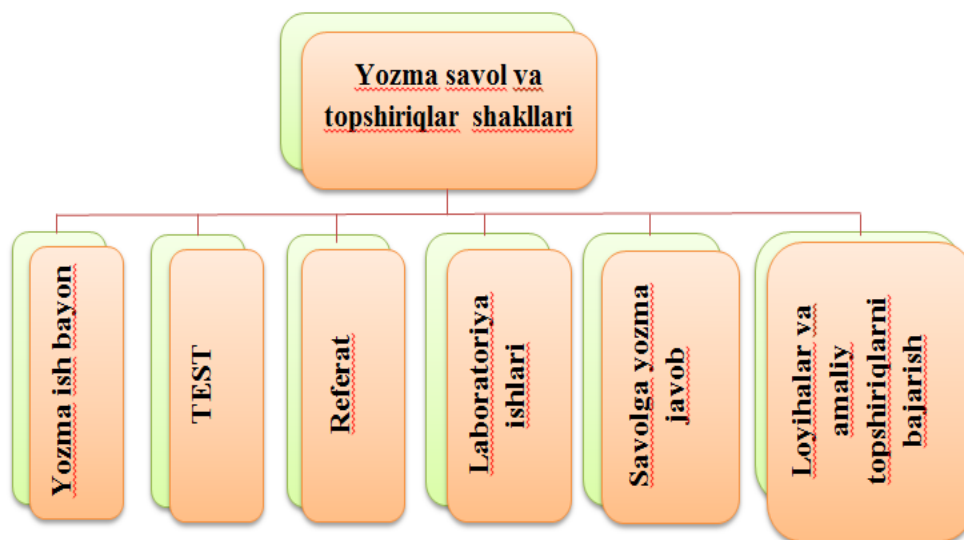 Yozma savol va
topshiriqlar shakllari
Yozma ish bayon
TEST
Referat
Laboratoriya
ishlari
Savolga yozma
javob
Loyihalar va
amaliy
topshiriqlarni
bajarish